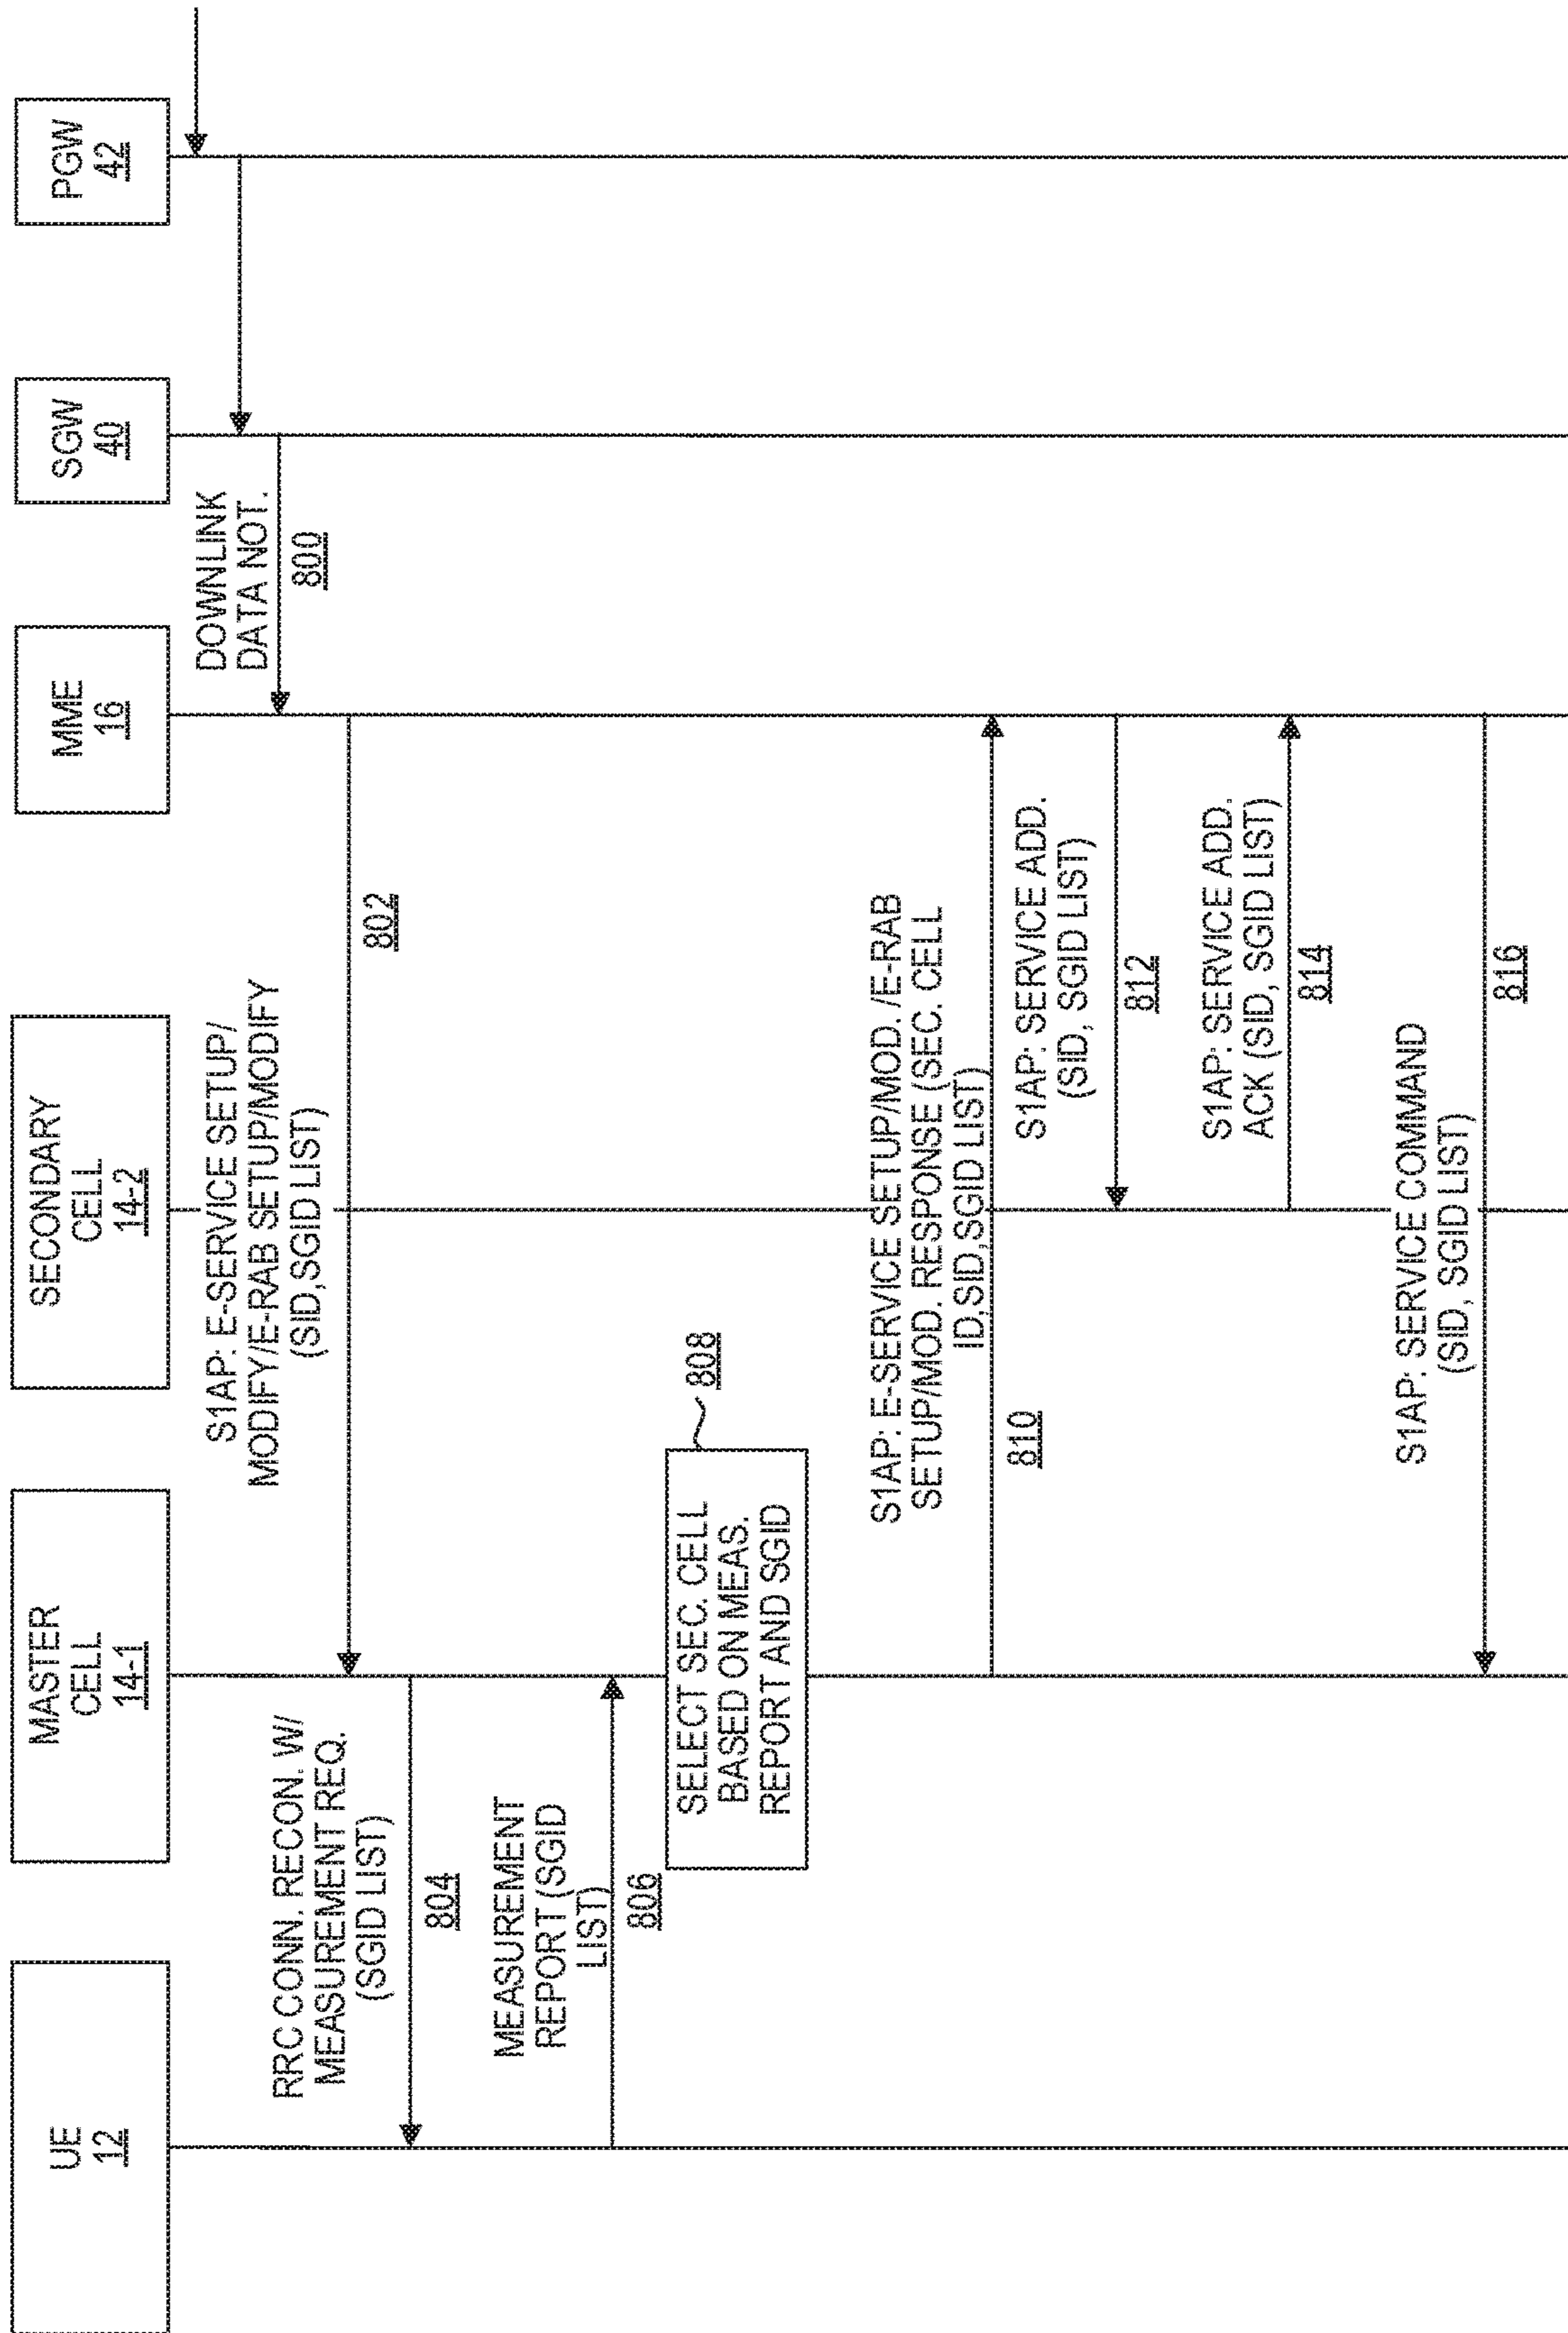 UE
12
MASTER
CELL
14-1
SECONDARY
CELL
14-2
MME
16
SGW
40
PGW
42
DOWNLINK
DATA NOT.
800
S1AP: E-SERVICE SETUP/
MODIFY/E-RAB SETUP/MODIFY
(SID,SGID LIST)
802
RRC CONN. RECON. W/
MEASUREMENT REQ.
(SGID LIST)
804
MEASUREMENT
REPORT (SGID
LIST)
806
SELECT SEC. CELL
BASED ON MEAS.
REPORT AND SGID
808
S1AP: E-SERVICE SETUP/MOD. /E-RAB
SETUP/MOD. RESPONSE (SEC. CELL
ID,SID,SGID LIST)
810
S1AP: SERVICE ADD.
(SID, SGID LIST)
812
S1AP: SERVICE ADD.
ACK (SID, SGID LIST)
814
S1AP: SERVICE COMMAND
(SID, SGID LIST)
816